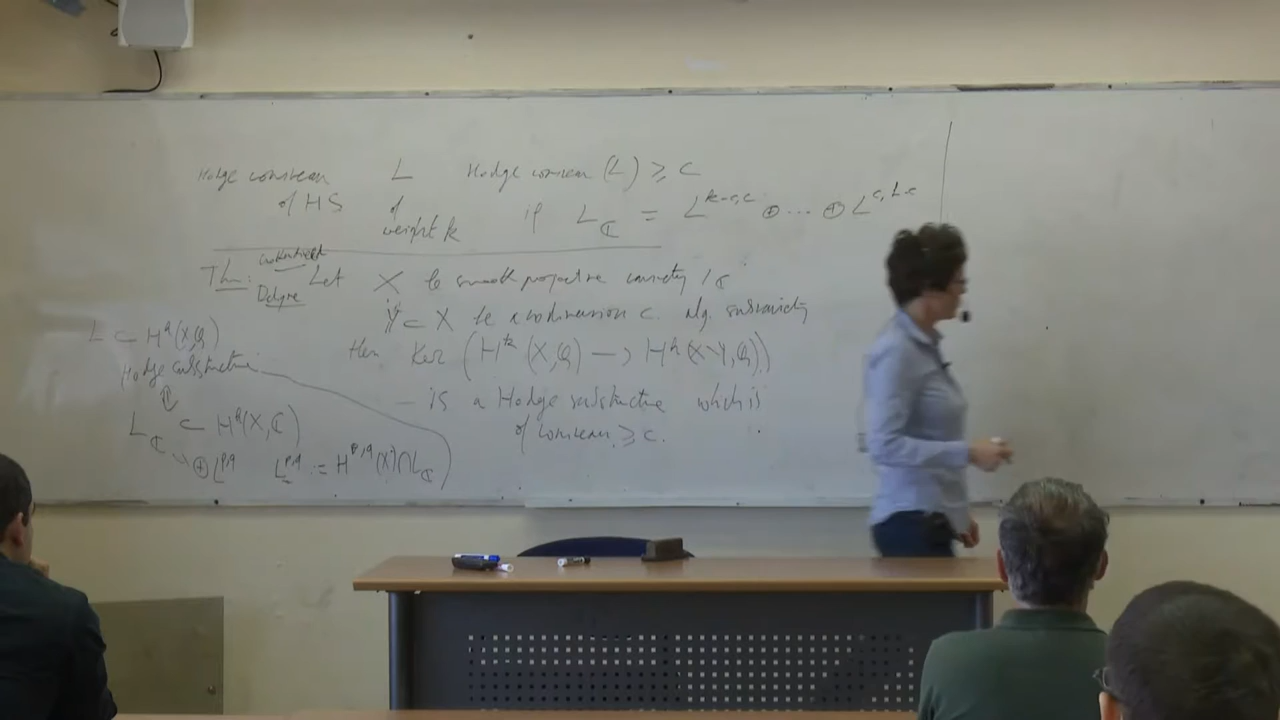 Hodge coniveau L Hodge coniveau (L) ≥ c
of HS of weight k if L_ℂ = L^{k-c,c} ⊕ ... ⊕ L^{c,k-c}
Thm: Deligne Let X be smooth projective variety /ℂ
Y ⊂ X be a codimension c. alg. subvariety
then Ker (H^k(X,ℚ) → H^k(X∖Y,ℚ))
is a Hodge substructure which is
of coniveau ≥ c.
L ⊂ H^k(X,ℚ)
Hodge substructure
⇕
L_ℂ ⊂ H^k(X,ℂ)
⊕L^{p,q} L^{p,q} := H^{p,q}(X)∩L_ℂ